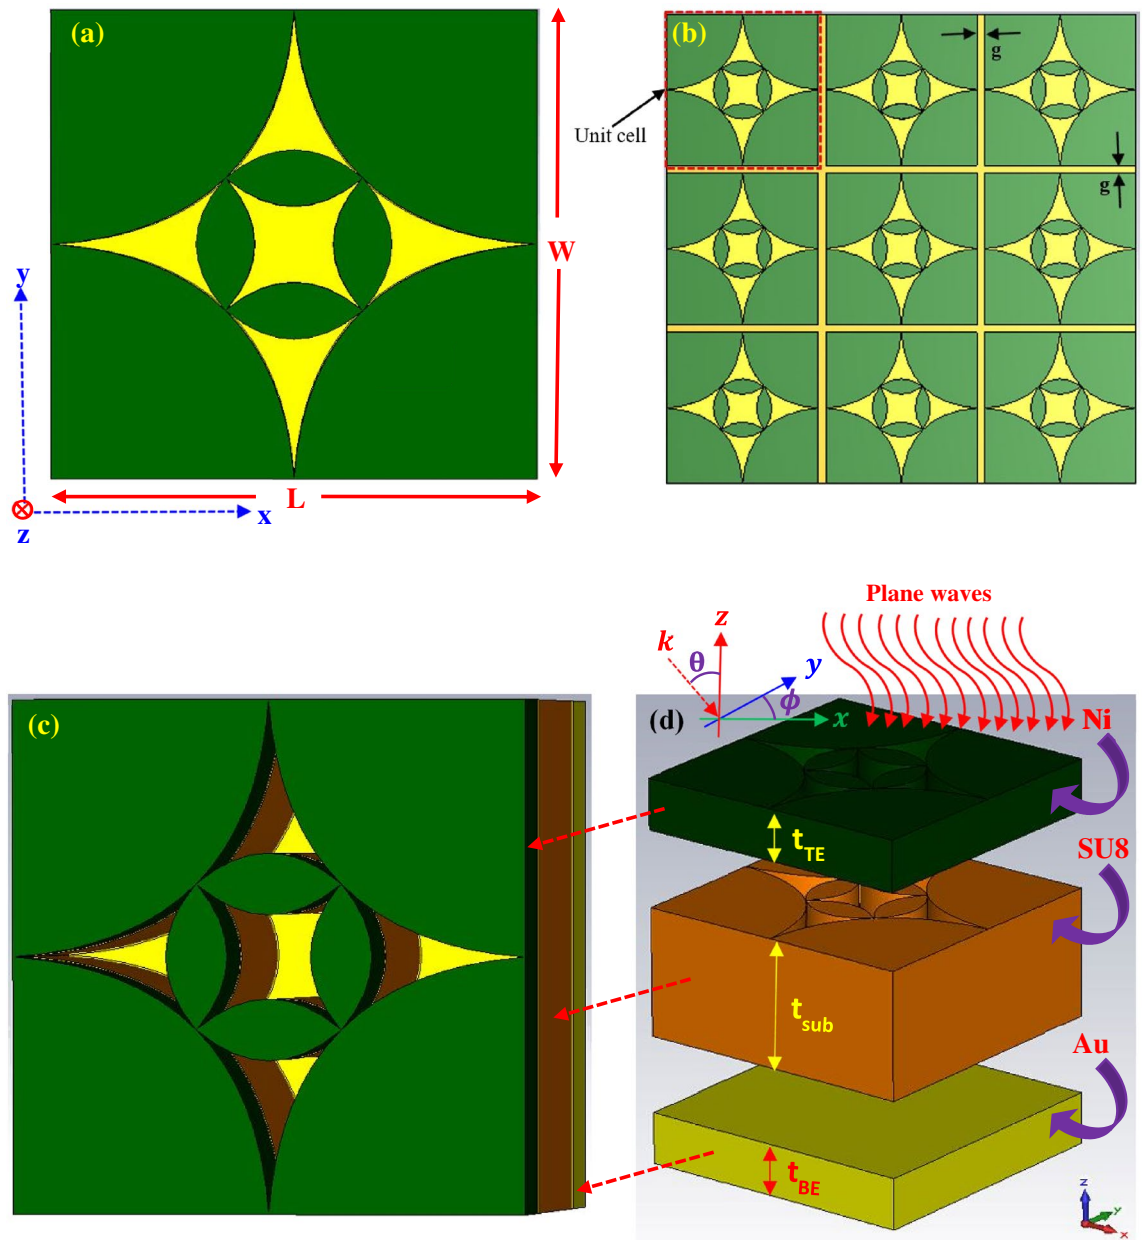 (a)
W
y
x
z
L
(b)
g
Unit cell
g
(c)
Plane waves
z
k
θ
y
ϕ
x
(d)
Ni
t_TE
SU8
t_sub
Au
t_BE
z
y
x